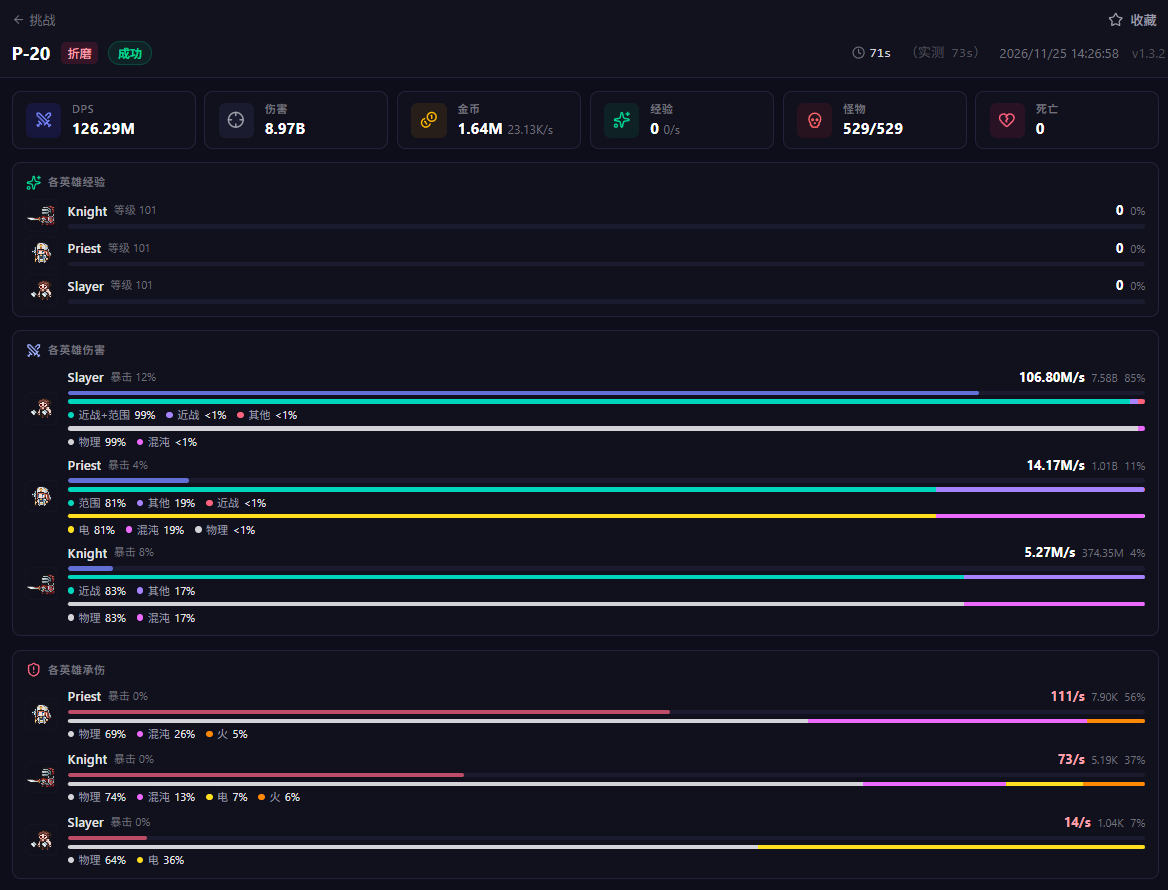 ← 挑战
收藏
P-20 折磨 成功
71s （实测 73s） 2026/11/25 14:26:58 v1.3.2
DPS
126.29M
伤害
8.97B
金币
1.64M 23.13K/s
经验
0 0/s
怪物
529/529
死亡
0
各英雄经验
Knight 等级 101 0 0%
Priest 等级 101 0 0%
Slayer 等级 101 0 0%
各英雄伤害
Slayer 暴击 12% 106.80M/s 7.58B 85%
近战+范围 99% 近战 <1% 其他 <1%
物理 99% 混沌 <1%
Priest 暴击 4% 14.17M/s 1.01B 11%
范围 81% 其他 19% 近战 <1%
电 81% 混沌 19% 物理 <1%
Knight 暴击 8% 5.27M/s 374.35M 4%
近战 83% 其他 17%
物理 83% 混沌 17%
各英雄承伤
Priest 暴击 0% 111/s 7.90K 56%
物理 69% 混沌 26% 火 5%
Knight 暴击 0% 73/s 5.19K 37%
物理 74% 混沌 13% 电 7% 火 6%
Slayer 暴击 0% 14/s 1.04K 7%
物理 64% 电 36%